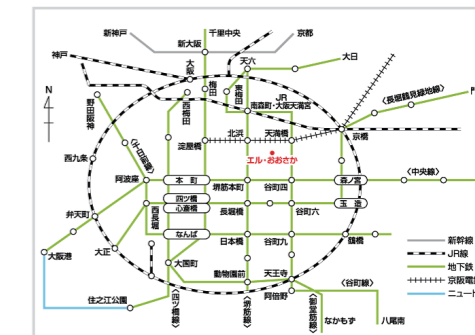 新神戸
千里中央
京都
新大阪
神戸
大阪
梅田
東梅田
天六
大日
N
西梅田
JR
南森町・大阪天満宮
〈長堀鶴見緑地線〉
野田阪神
〈千日前線〉
淀屋橋
北浜
天満橋
京橋
エル・おおさか
西九条
阿波座
本町
堺筋本町
谷町四
森ノ宮
〈中央線〉
四ツ橋
心斎橋
西長堀
長堀橋
谷町六
玉造
弁天町
なんば
日本橋
谷町九
鶴橋
大正
大阪港
大国町
動物園前
天王寺
住之江公園
阿倍野
〈谷町線〉
〈四ツ橋線〉
〈堺筋線〉
〈御堂筋線〉
なかもず
八尾南
新幹線
JR線
地下鉄
京阪電
ニュート